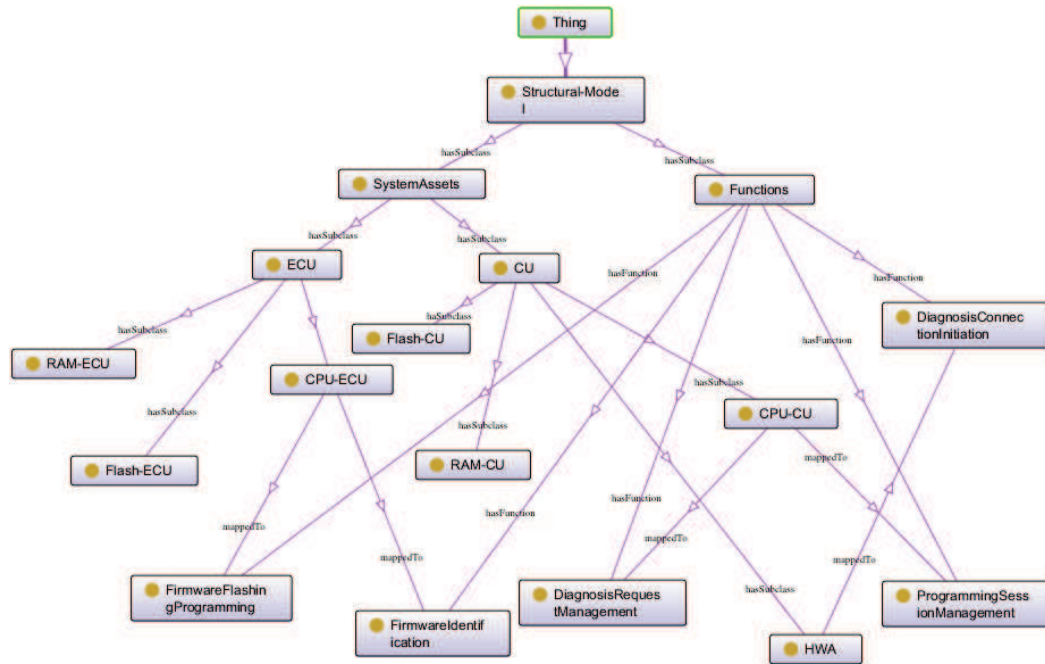 Thing
Structural-Mode
l
hasSubclass
hasSubclass
SystemAssets
Functions
hasSubclass
hasSubclass
ECU
CU
hasFunction
hasFunction
DiagnosisConnec
tionInitiation
hasSubclass
haSubclass
Flash-CU
hasFunction
RAM-ECU
CPU-ECU
hasSubclass
CPU-CU
hasSubclass
hasSubclass
RAM-CU
mappedTo
Flash-ECU
hasFunction
hasFunction
mappedTo
mappedTo
mappedTo
mappedTo
FirmwareFlashin
gProgramming
DiagnosisReques
tManagement
hasSubclass
ProgrammingSess
ionManagement
FirmwareIdentif
ication
HWA